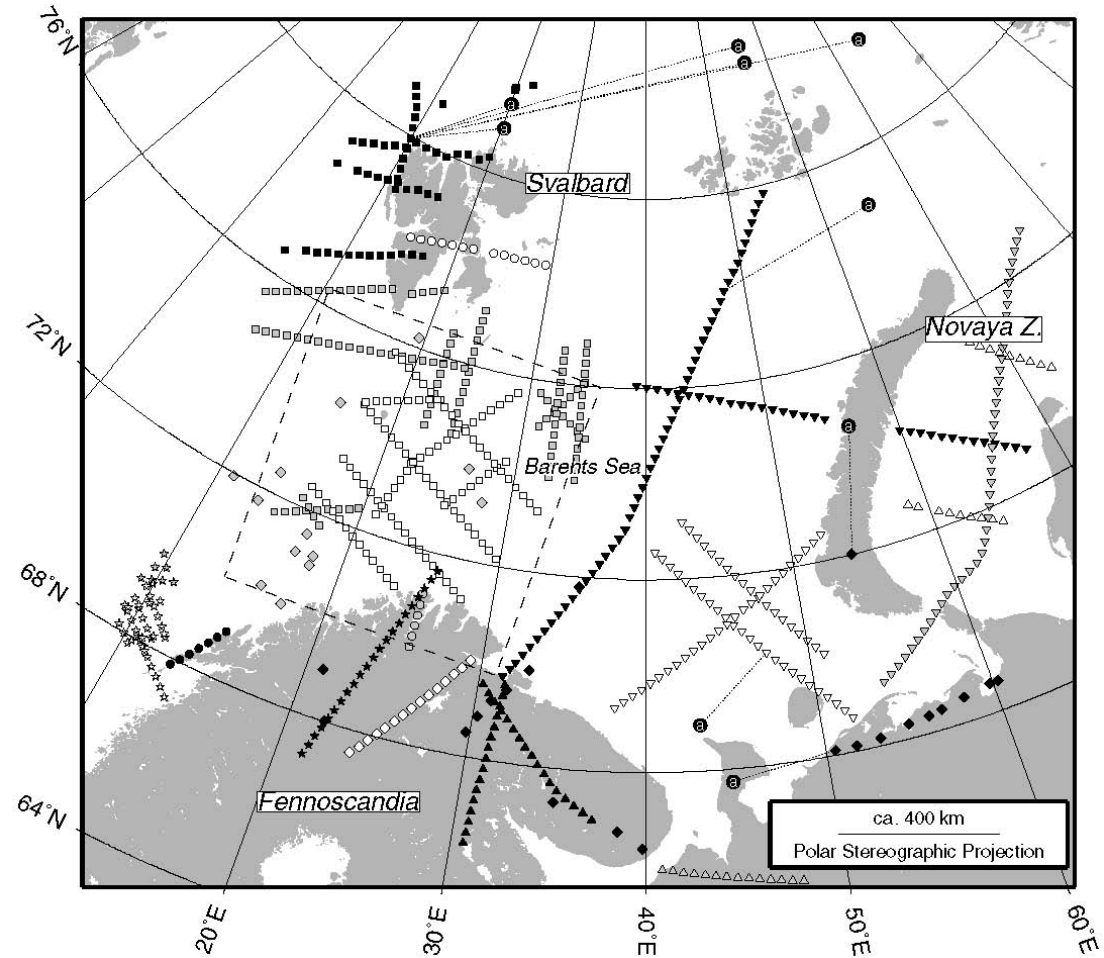 76˚N
a
a
a
a
a
Svalbard
a
72˚N
Novaya Z.
a
Barents Sea
68˚N
a
a
Fennoscandia
64˚N
ca. 400 km
Polar Stereographic Projection
20˚E
30˚E
40˚E
50˚E
60˚E